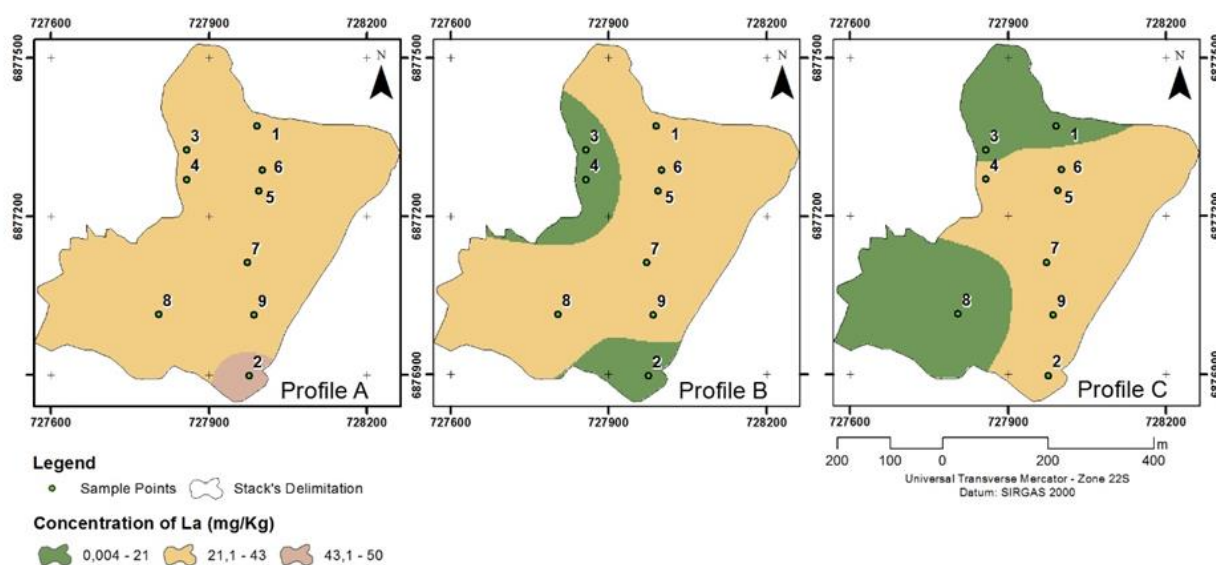 727600 727900 728200 727600 727900 728200 727600 727900 728200
6877500 N N N 6877500
3 1 3 1 3 1
4 6 4 6 4 6
5 5 5
6877200 6877200
7 7 7
8 9 8 9 8 9
2 2 2
6876900 Profile A Profile B Profile C 6876900
727600 727900 728200 727600 727900 728200 727600 727900 728200
200 100 0 200 400 m
Universal Transverse Mercator - Zone 22S
Datum: SIRGAS 2000
Legend
Sample Points Stack's Delimitation
Concentration of La (mg/Kg)
0,004 - 21 21,1 - 43 43,1 - 50